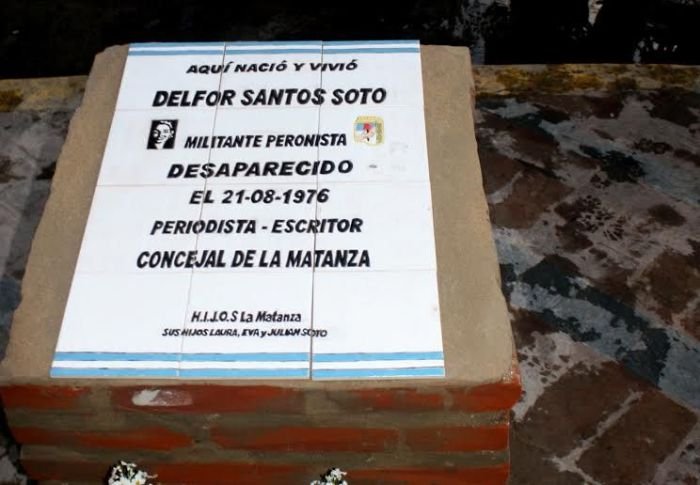 AQUÍ NACIÓ Y VIVIÓ
DELFOR SANTOS SOTO
MILITANTE PERONISTA
DESAPARECIDO
EL 21-08-1976
PERIODISTA - ESCRITOR
CONCEJAL DE LA MATANZA
H.I.J.O.S La Matanza
SUS HIJOS LAURA, EVA y JULIAN SOTO